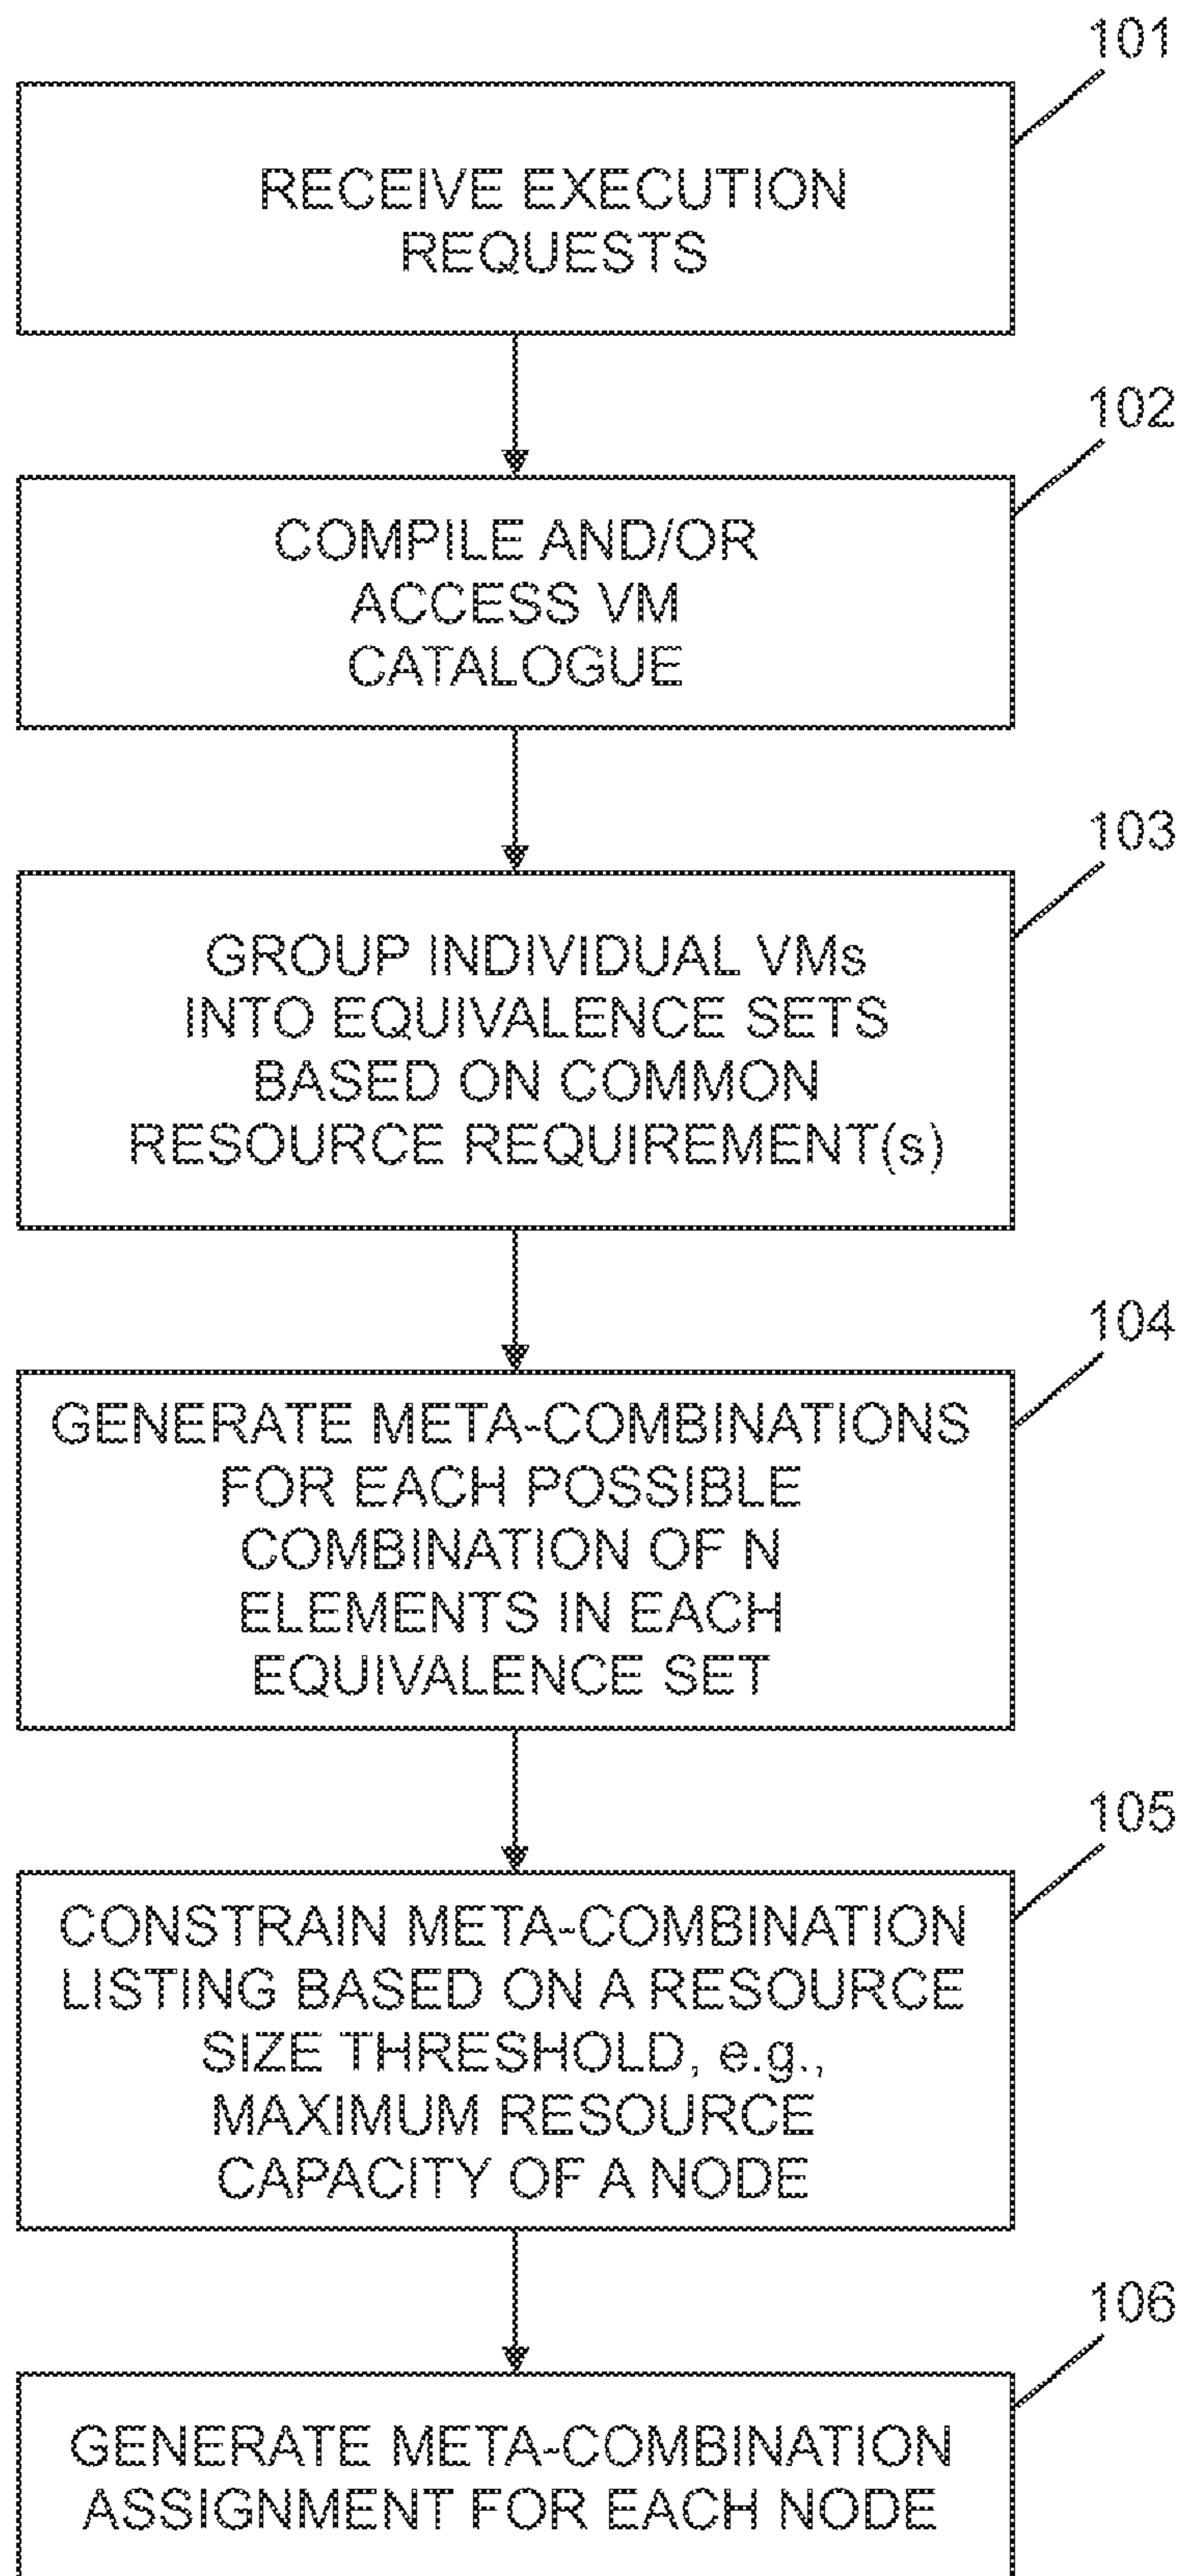 101
RECEIVE EXECUTION
REQUESTS
102
COMPILE AND/OR
ACCESS VM
CATALOGUE
103
GROUP INDIVIDUAL VMs
INTO EQUIVALENCE SETS
BASED ON COMMON
RESOURCE REQUIREMENT(s)
104
GENERATE META-COMBINATIONS
FOR EACH POSSIBLE
COMBINATION OF N
ELEMENTS IN EACH
EQUIVALENCE SET
105
CONSTRAIN META-COMBINATION
LISTING BASED ON A RESOURCE
SIZE THRESHOLD, e.g.,
MAXIMUM RESOURCE
CAPACITY OF A NODE
106
GENERATE META-COMBINATION
ASSIGNMENT FOR EACH NODE